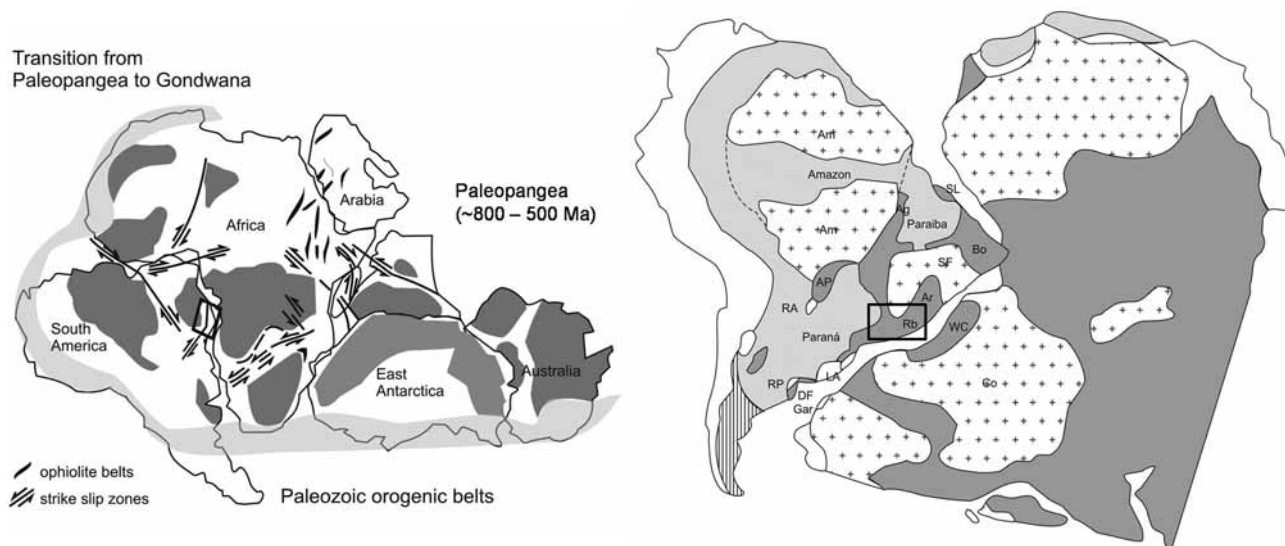 Transition from
Paleopangea to Gondwana
Arabia
Paleopangea
(~800 – 500 Ma)
Africa
South
America
East
Antarctica
Australia
ophiolite belts
strike slip zones
Paleozoic orogenic belts
Am
Amazon
SL
Ag
Paraiba
Am
Bo
SF
AP
Ar
RA
Rb
WC
Paraná
LA
RP
Co
DF
Gar